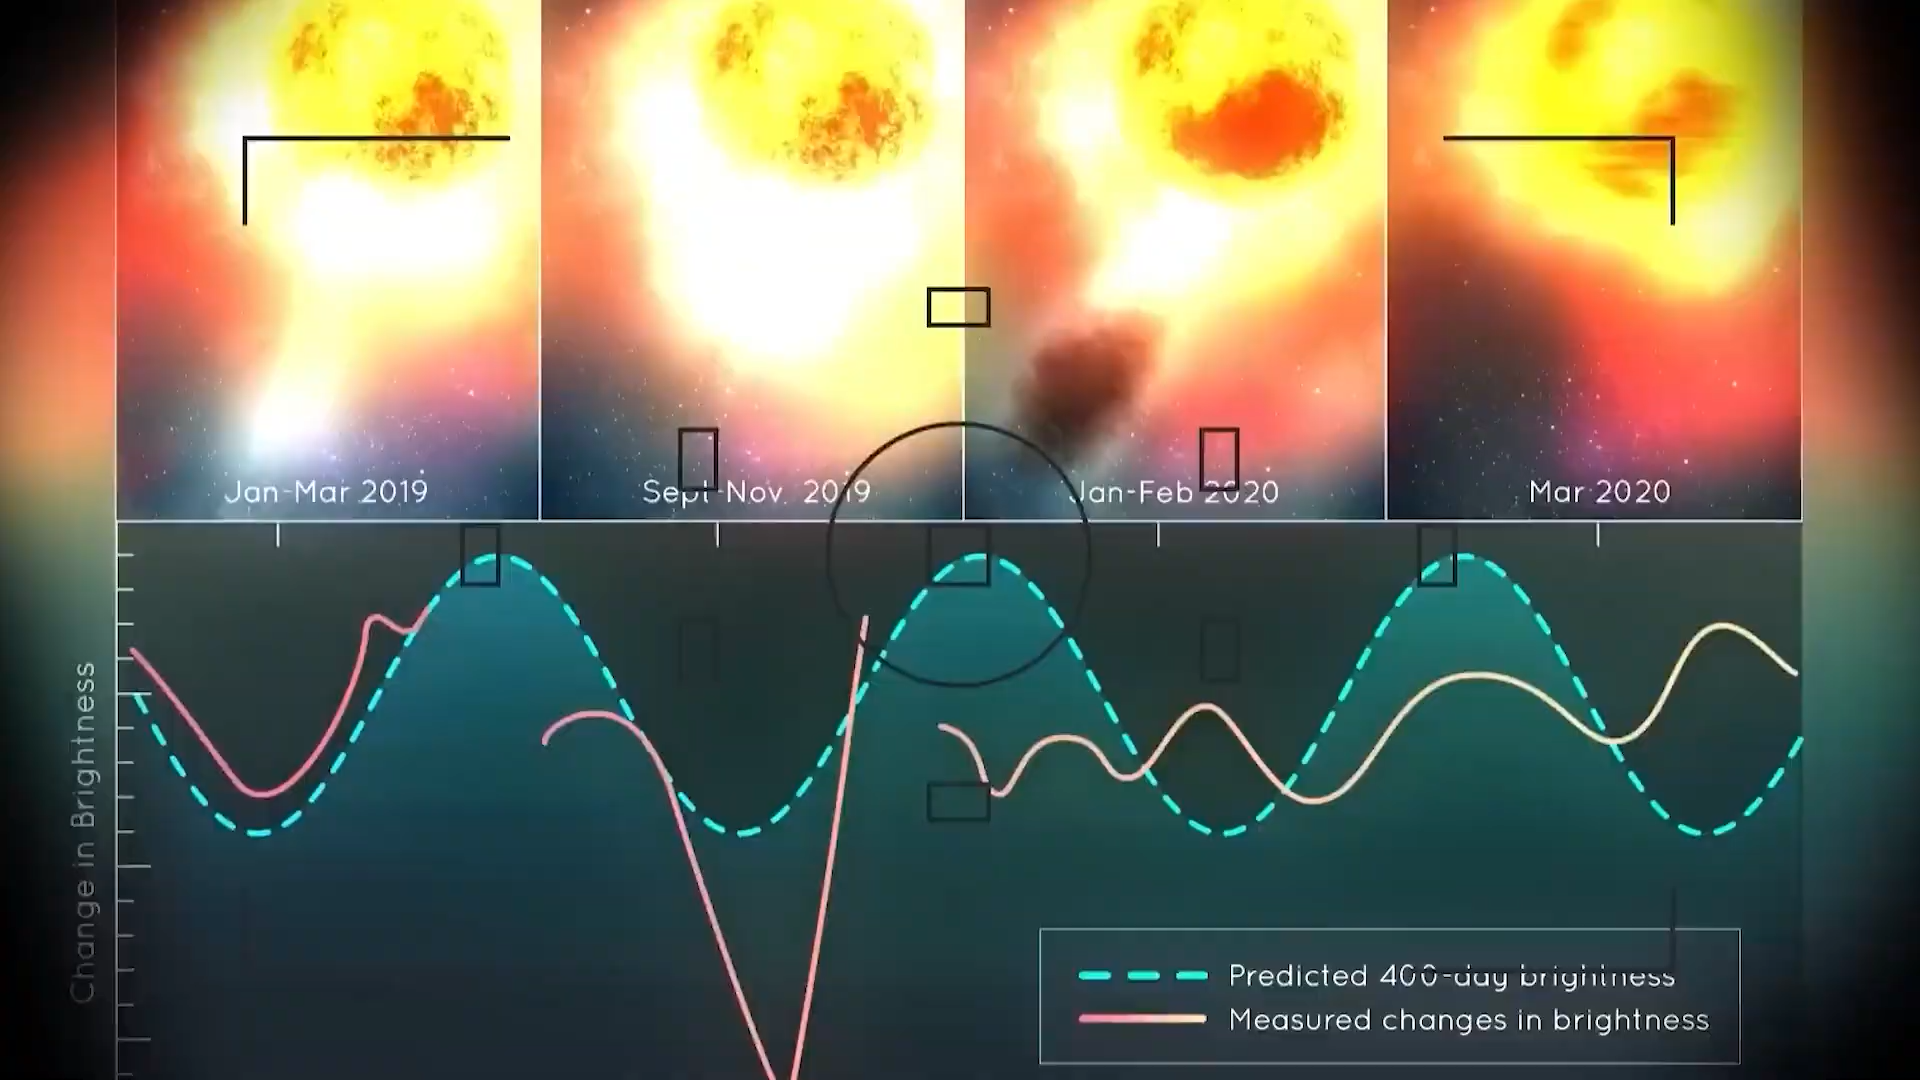 Jan-Mar 2019
Sept-Nov. 2019
Jan-Feb 2020
Mar 2020
Change in Brightness
Predicted 400-day brightness
Measured changes in brightness